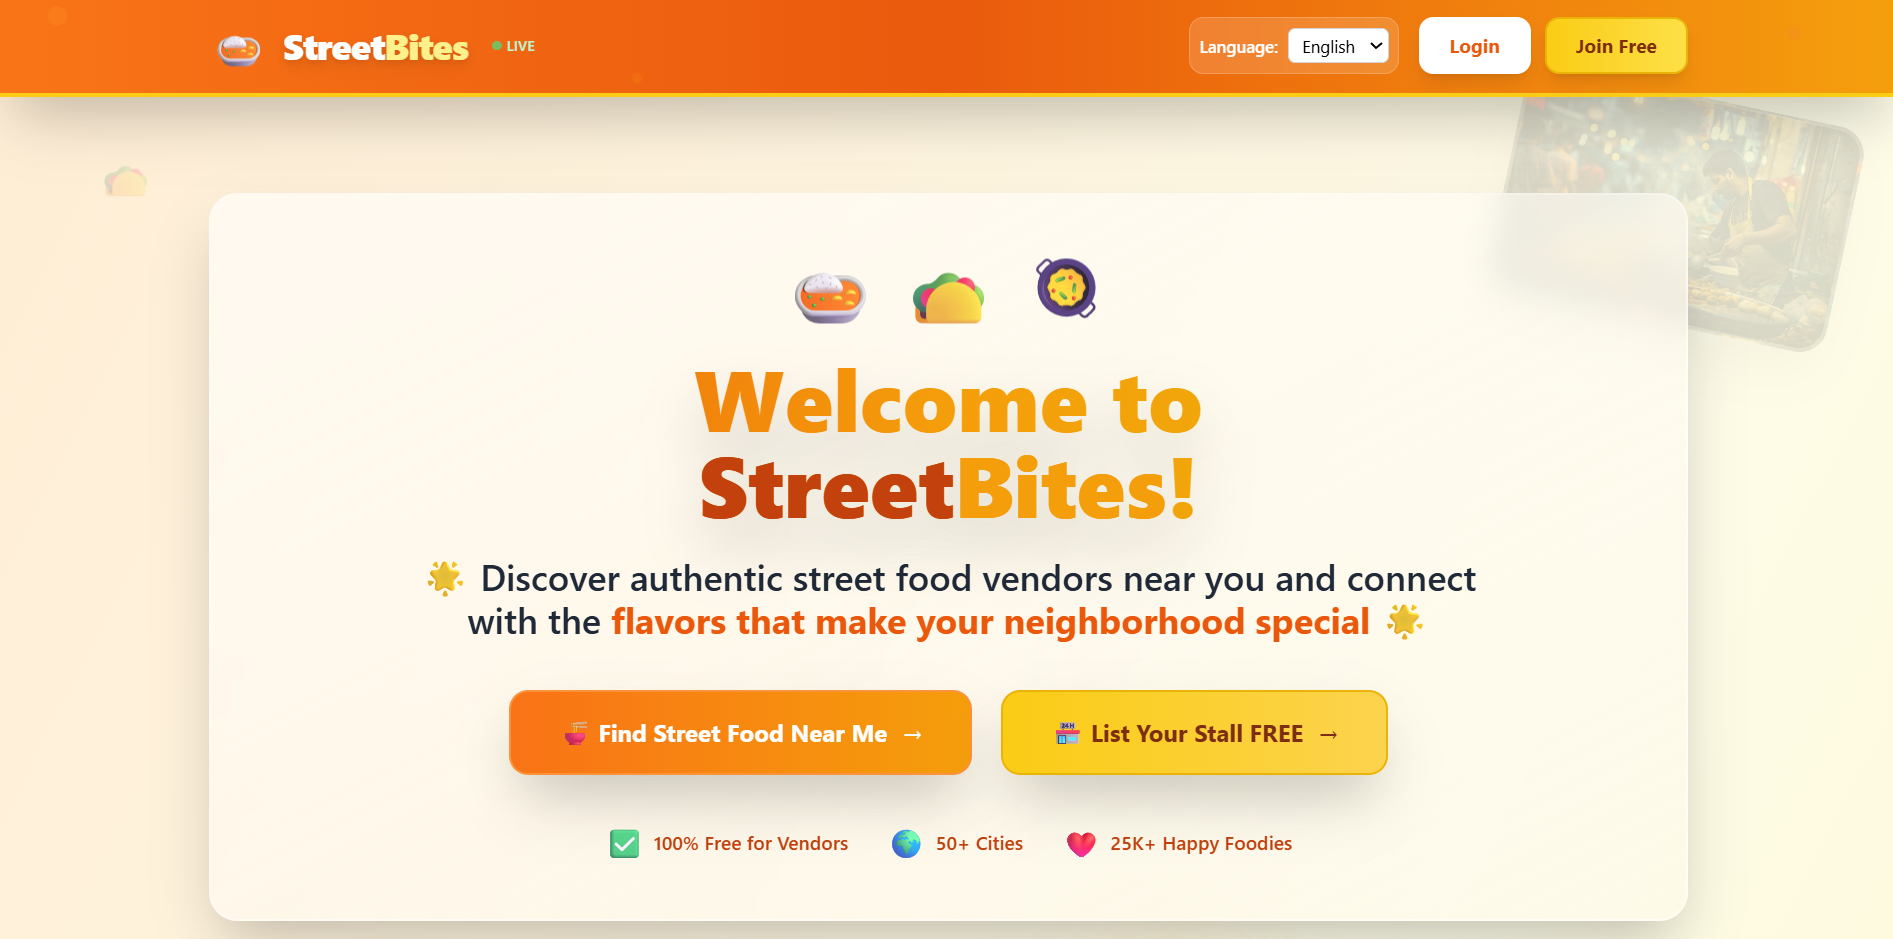 StreetBites
LIVE
Language: English
Login
Join Free
Welcome to
StreetBites!
Discover authentic street food vendors near you and connect
with the flavors that make your neighborhood special
Find Street Food Near Me →
List Your Stall FREE →
100% Free for Vendors
50+ Cities
25K+ Happy Foodies